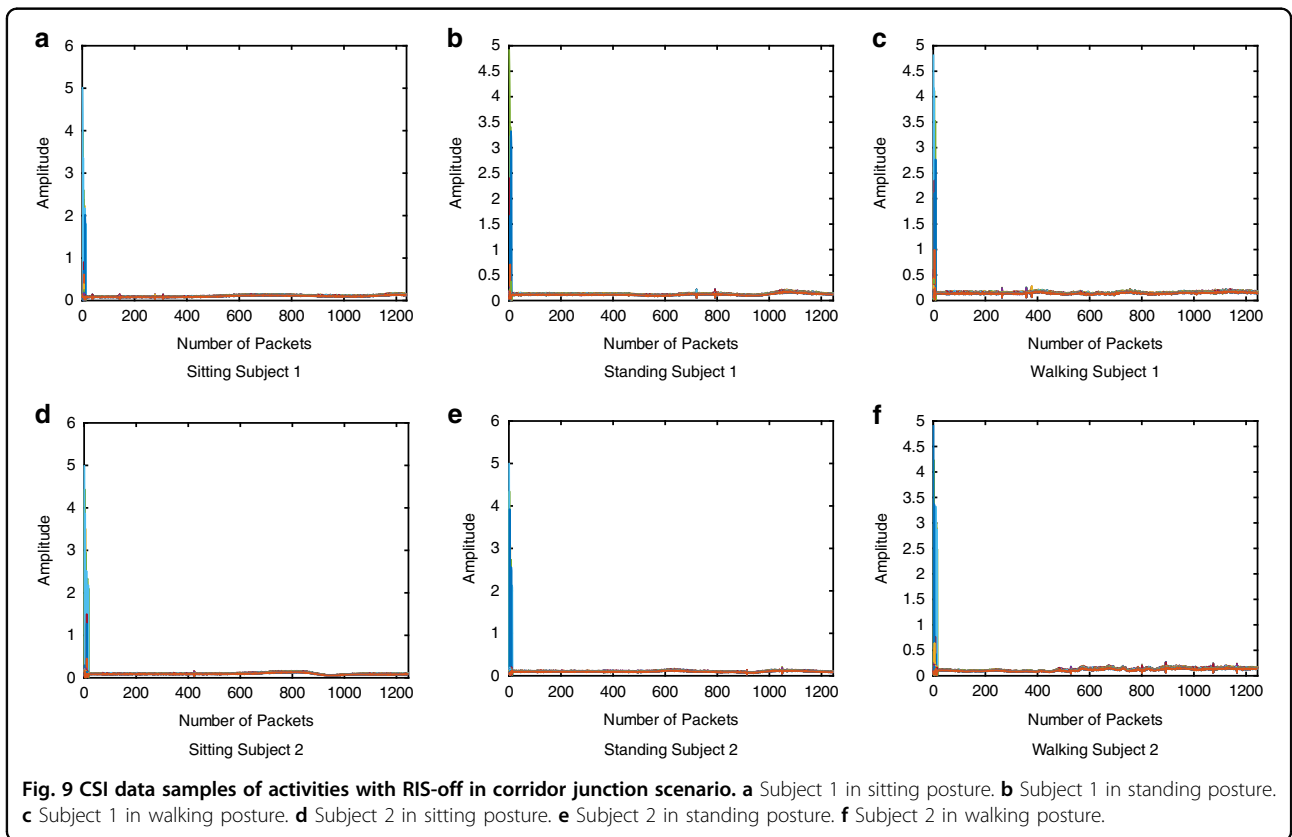 a
6
5
4
3
2
1
0
Amplitude
0 200 400 600 800 1000 1200
Number of Packets
Sitting Subject 1
b
5
4.5
4
3.5
3
2.5
2
1.5
1
0.5
0
Amplitude
0 200 400 600 800 1000 1200
Number of Packets
Standing Subject 1
c
5
4.5
4
3.5
3
2.5
2
1.5
1
0.5
0
Amplitude
0 200 400 600 800 1000 1200
Number of Packets
Walking Subject 1
d
6
5
4
3
2
1
0
Amplitude
0 200 400 600 800 1000 1200
Number of Packets
Sitting Subject 2
e
6
5
4
3
2
1
0
Amplitude
0 200 400 600 800 1000 1200
Number of Packets
Standing Subject 2
f
5
4.5
4
3.5
3
2.5
2
1.5
1
0.5
0
Amplitude
0 200 400 600 800 1000 1200
Number of Packets
Walking Subject 2
Fig. 9 CSI data samples of activities with RIS-off in corridor junction scenario. a Subject 1 in sitting posture. b Subject 1 in standing posture.
c Subject 1 in walking posture. d Subject 2 in sitting posture. e Subject 2 in standing posture. f Subject 2 in walking posture.